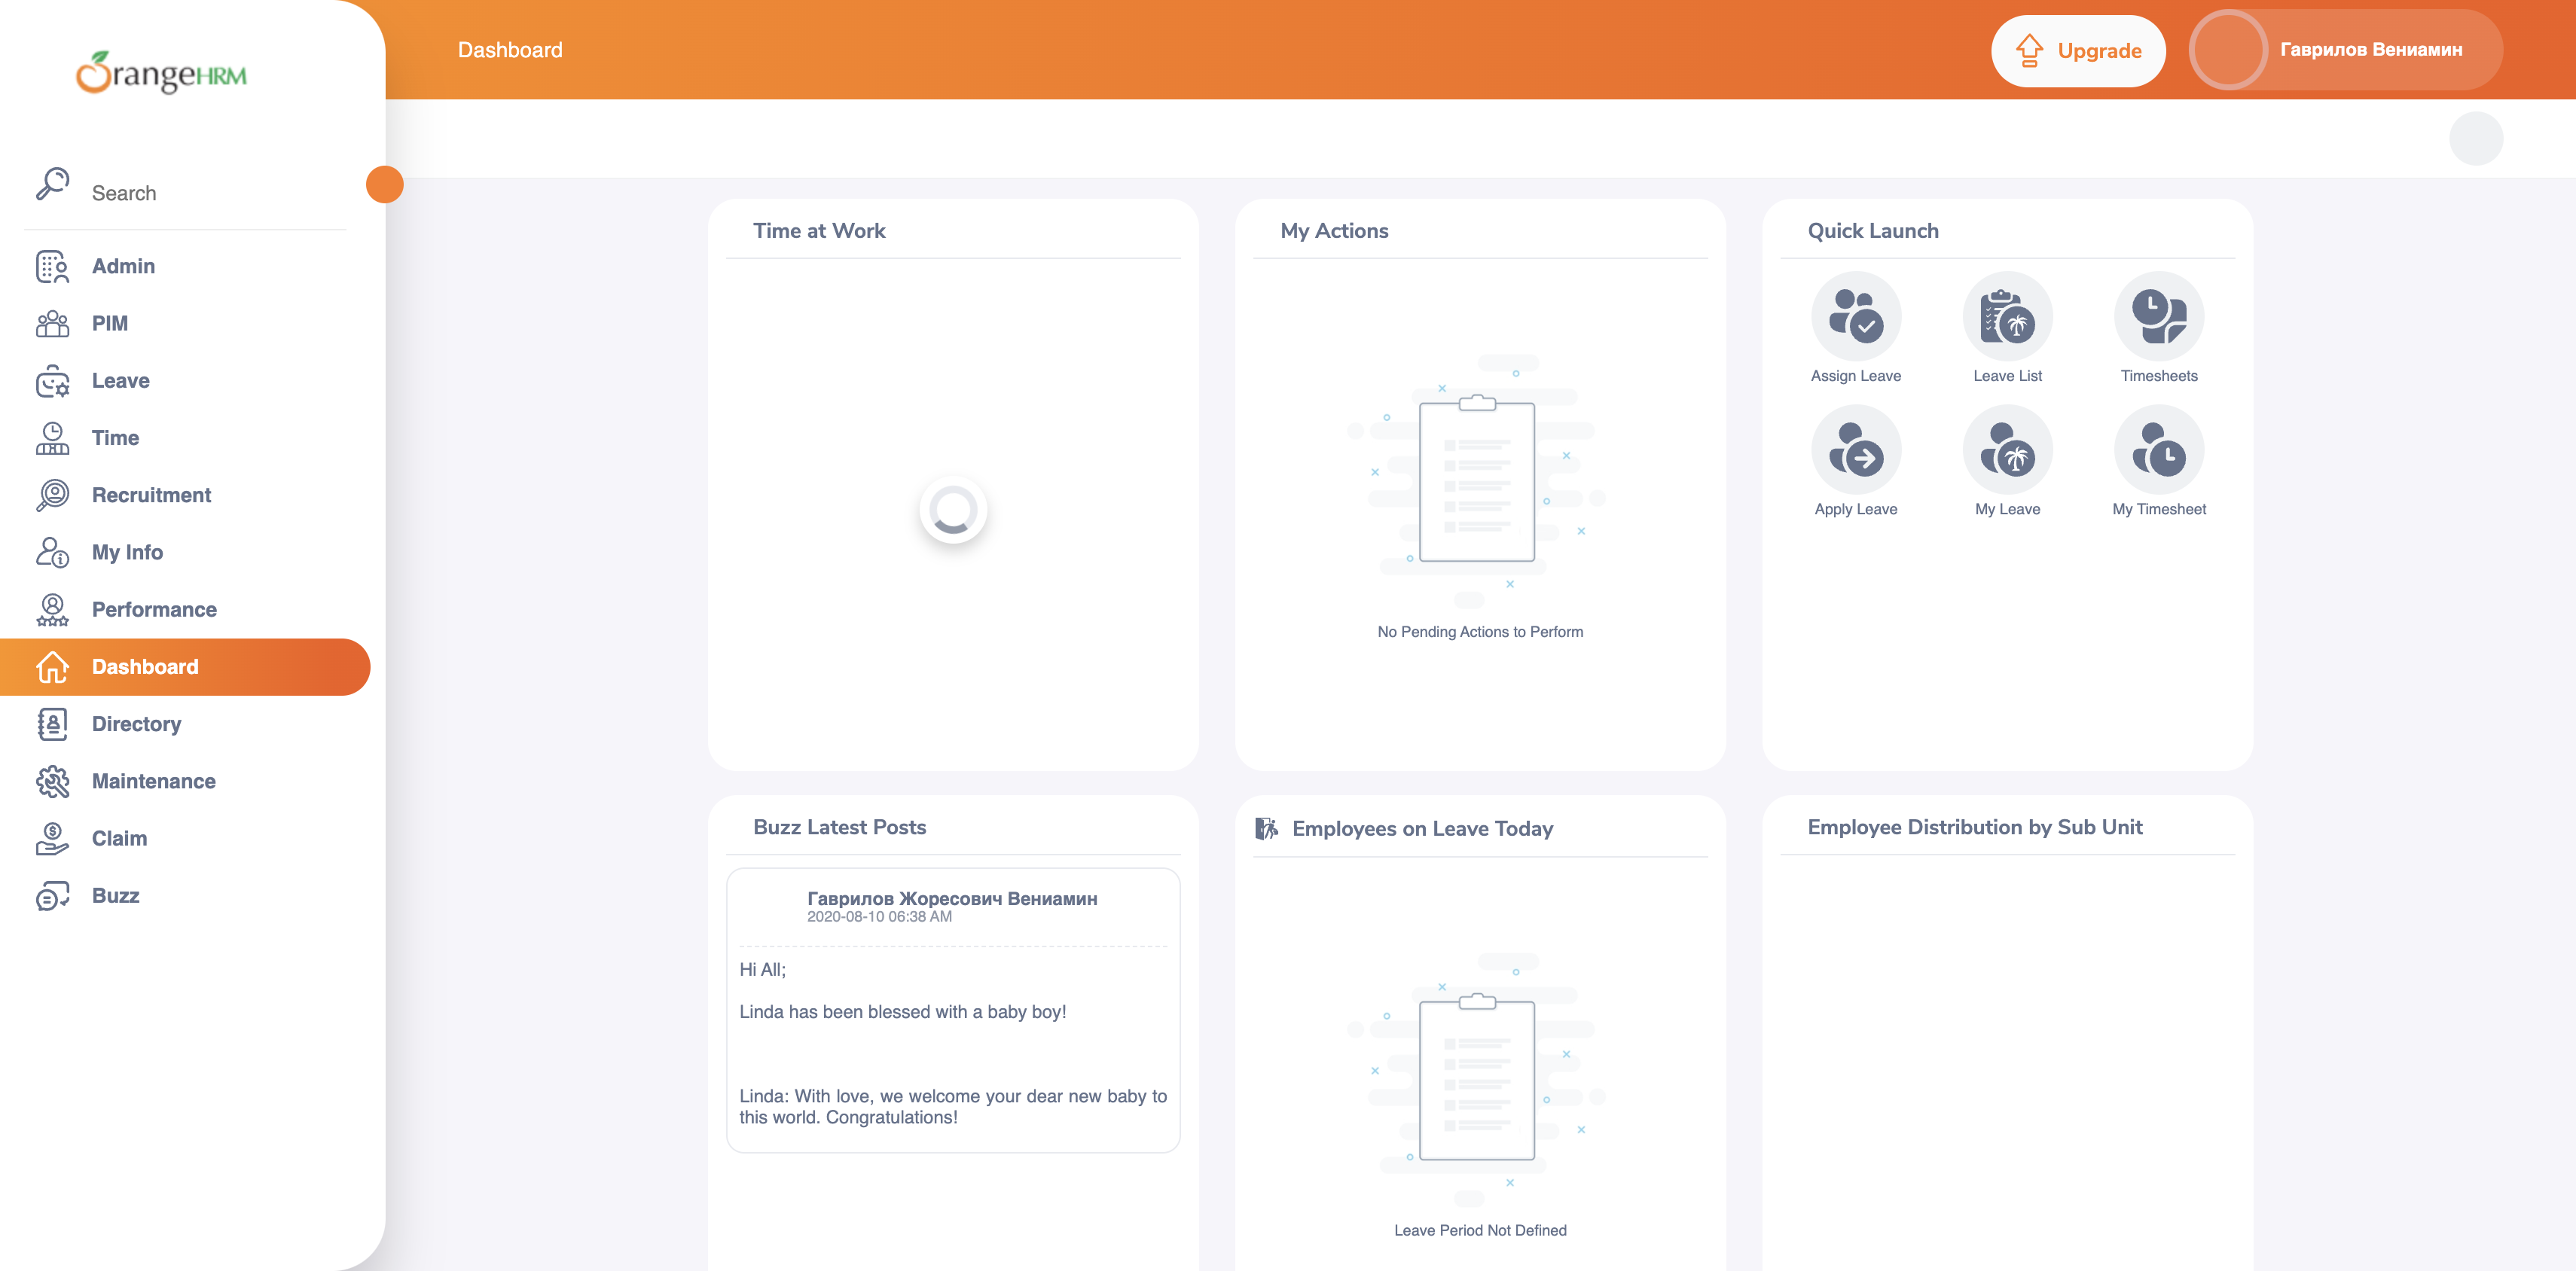 OrangeHRM
Dashboard
Upgrade
Гаврилов Вениамин
Search
Admin
PIM
Leave
Time
Recruitment
My Info
Performance
Dashboard
Directory
Maintenance
Claim
Buzz
Time at Work
My Actions
No Pending Actions to Perform
Quick Launch
Assign Leave
Leave List
Timesheets
Apply Leave
My Leave
My Timesheet
Buzz Latest Posts
Гаврилов Жоресович Вениамин
2020-08-10 06:38 AM
Hi All;
Linda has been blessed with a baby boy!
Linda: With love, we welcome your dear new baby to
this world. Congratulations!
Employees on Leave Today
Leave Period Not Defined
Employee Distribution by Sub Unit